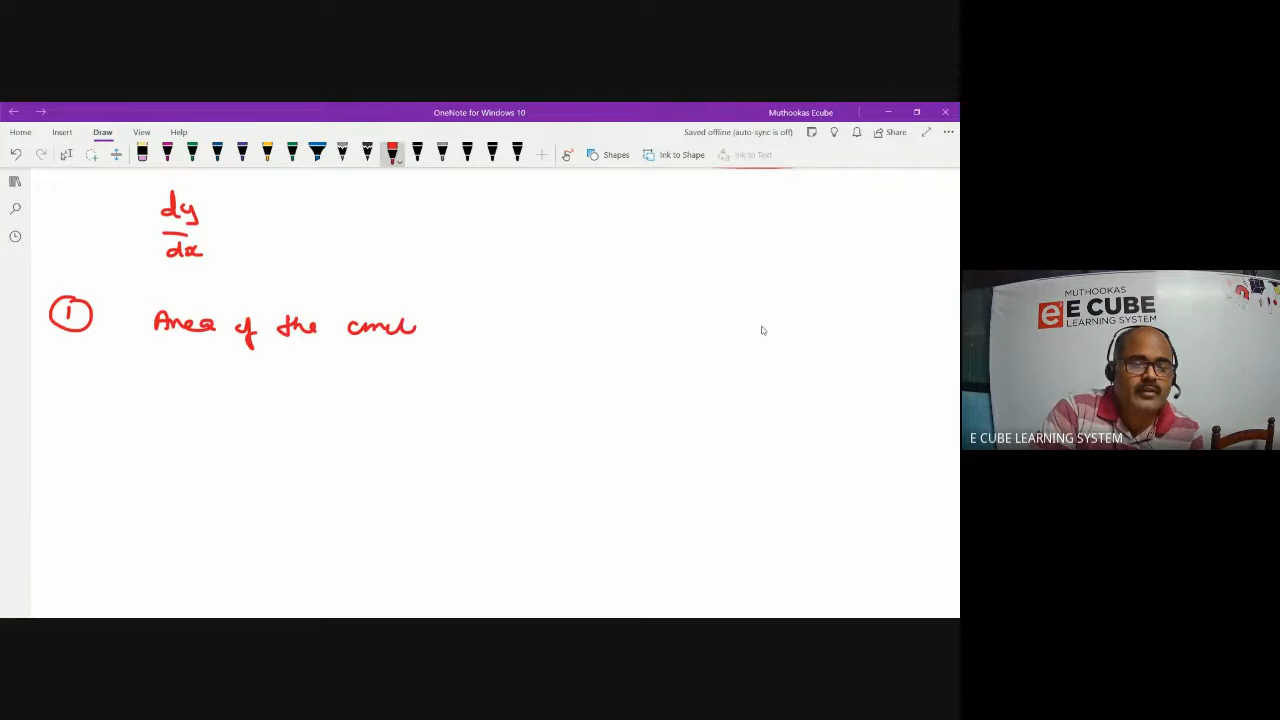 OneNote for Windows 10
Muthookas Ecube
Home Insert Draw View Help
Saved offline (auto-sync is off)
Share
Shapes
Ink to Shape
Ink to Text
dy
dx
1 Area of the
MUTHOOKAS
e³ E CUBE
LEARNING SYSTEM
E CUBE LEARNING SYSTEM